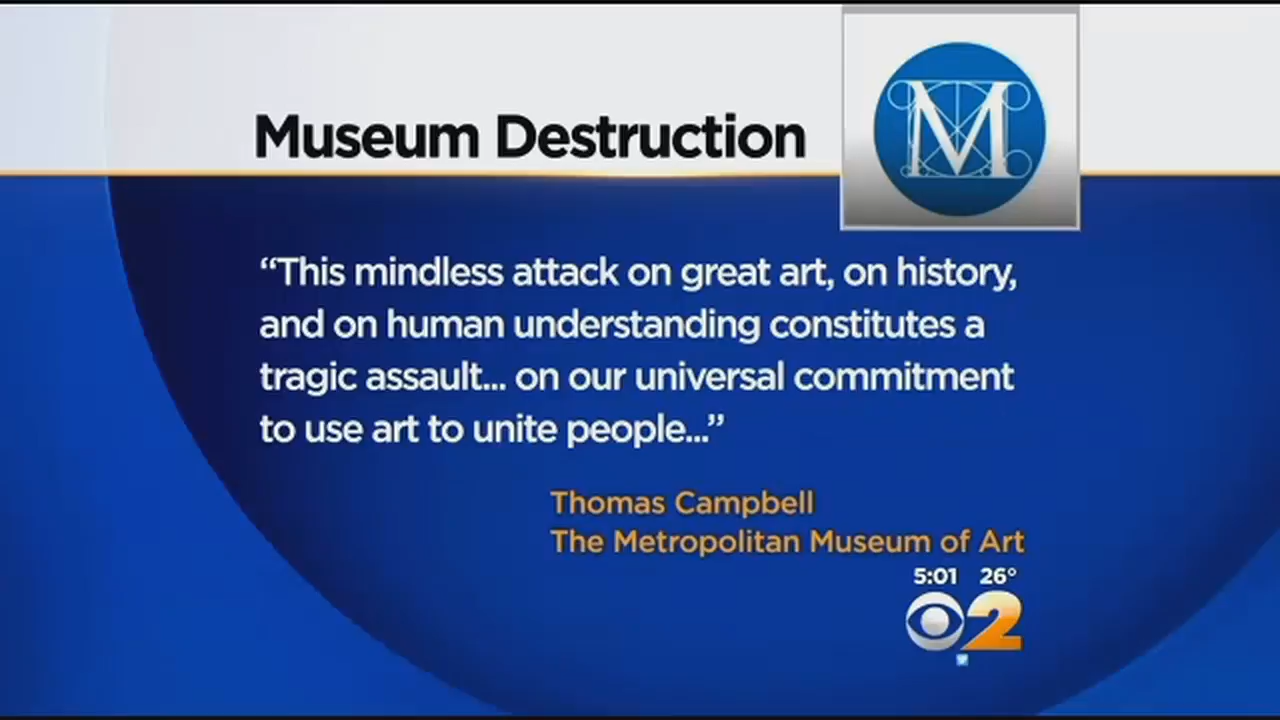 M
Museum Destruction
“This mindless attack on great art, on history,
and on human understanding constitutes a
tragic assault... on our universal commitment
to use art to unite people...”
Thomas Campbell
The Metropolitan Museum of Art
5:01 26°
2